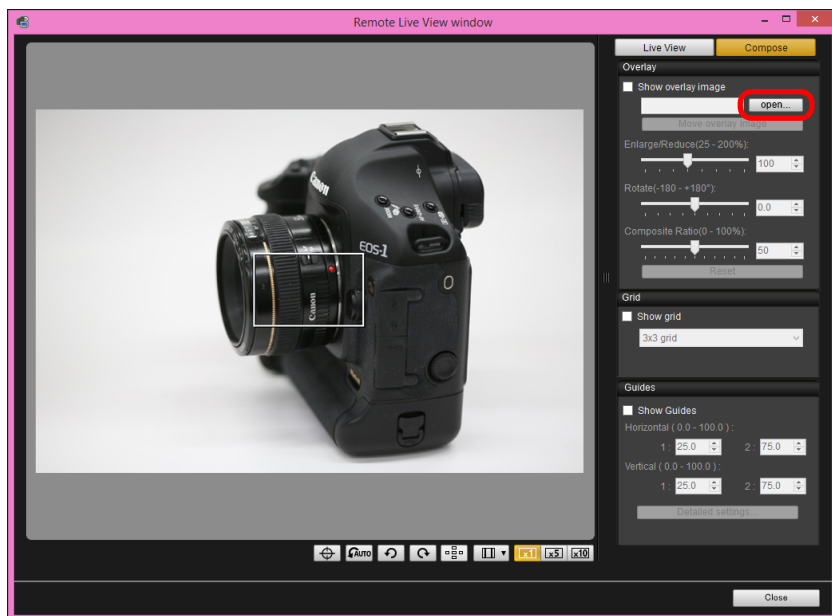 Remote Live View window
Live View
Compose
Overlay
Show overlay image
open...
Move overlay image
Enlarge/Reduce(25 - 200%):
100
Rotate(-180 - +180°):
0.0
Composite Ratio(0 - 100%):
50
Reset
Grid
Show grid
3x3 grid
Guides
Show Guides
Horizontal ( 0.0 - 100.0 ) :
1 : 25.0 2 : 75.0
Vertical ( 0.0 - 100.0 ) :
1 : 25.0 2 : 75.0
Detailed settings...
Canon
EOS-1
Canon
AUTO
x1 x5 x10
Close